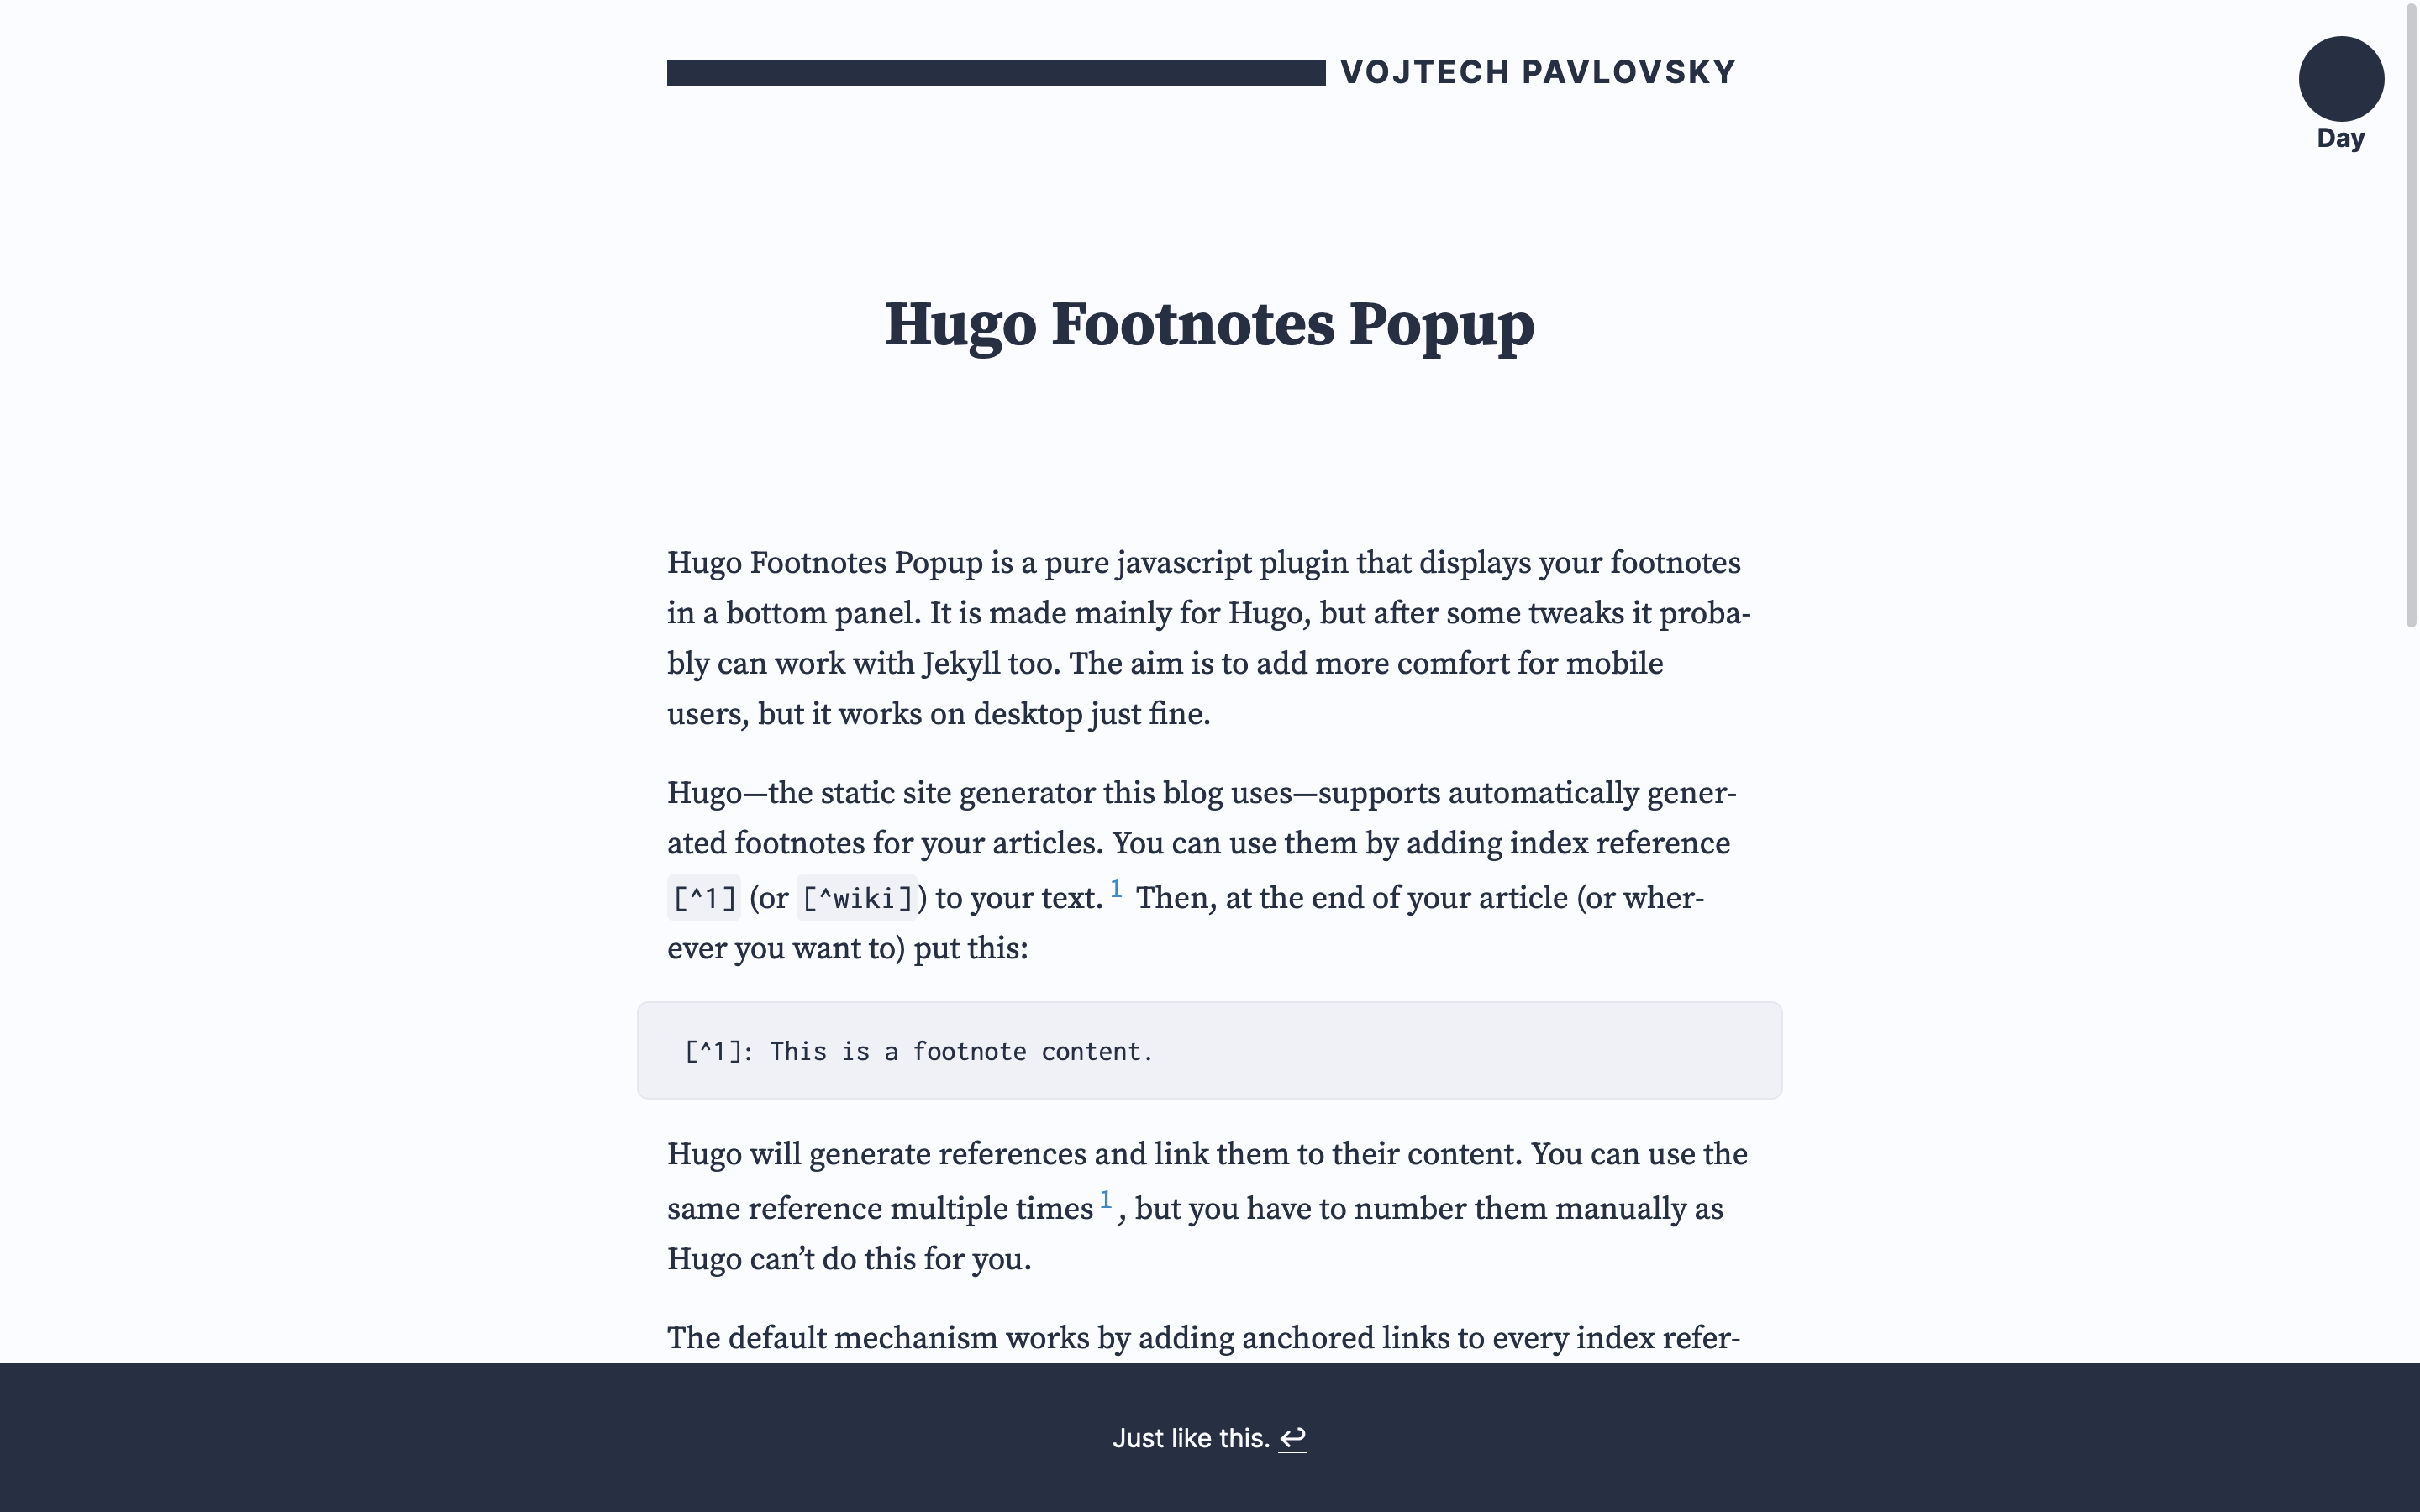 VOJTECH PAVLOVSKY
Day
Hugo Footnotes Popup
Hugo Footnotes Popup is a pure javascript plugin that displays your footnotes
in a bottom panel. It is made mainly for Hugo, but after some tweaks it proba-
bly can work with Jekyll too. The aim is to add more comfort for mobile
users, but it works on desktop just fine.
Hugo—the static site generator this blog uses—supports automatically gener-
ated footnotes for your articles. You can use them by adding index reference
[^1] (or [^wiki]) to your text. 1 Then, at the end of your article (or wher-
ever you want to) put this:
[^1]: This is a footnote content.
Hugo will generate references and link them to their content. You can use the
same reference multiple times 1, but you have to number them manually as
Hugo can’t do this for you.
The default mechanism works by adding anchored links to every index refer-
Just like this. ↩